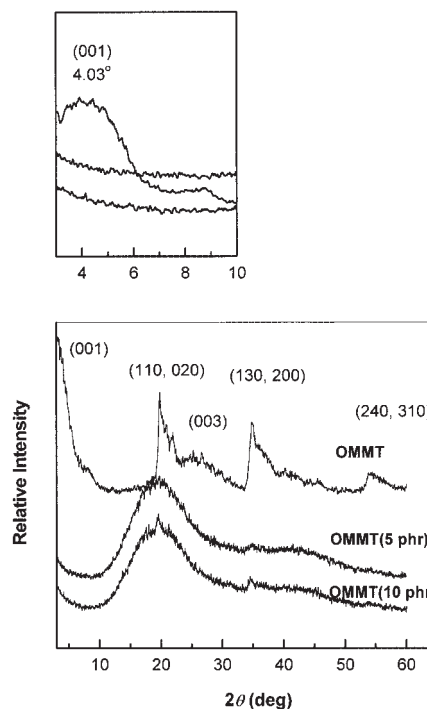 (001)
4.03°
4 6 8 10
(001)
(110, 020)
(130, 200)
(003)
(240, 310)
OMMT
OMMT(5 phr)
OMMT(10 phr)
Relative Intensity
10 20 30 40 50 60
2θ (deg)